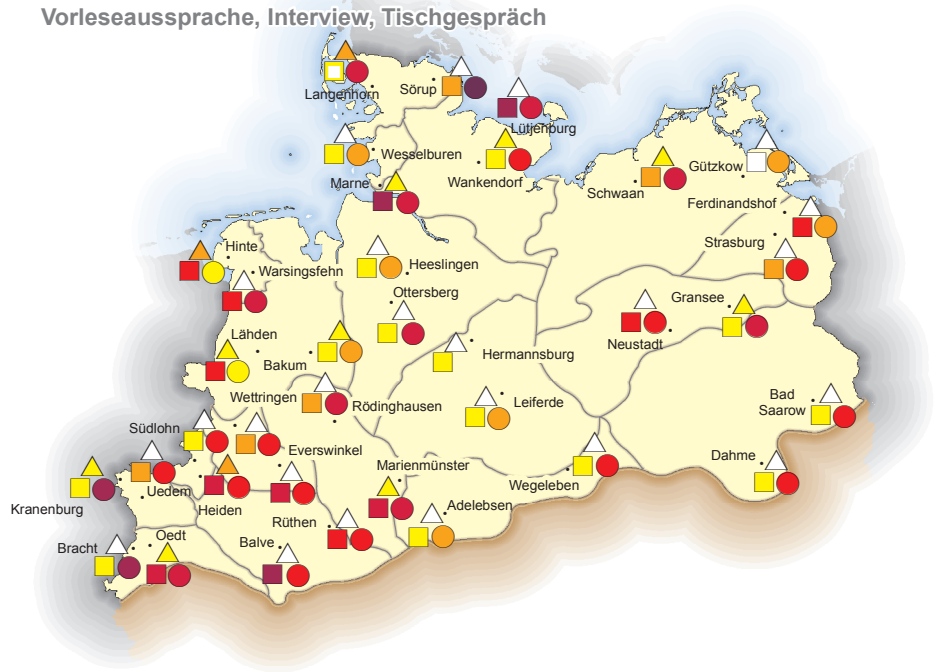 Vorleseaussprache, Interview, Tischgespräch
Langenhorn
Sörup
Lütjenburg
Wesselburen
Wankendorf
Marne
Schwaan
Gützkow
Ferdinandshof
Strasburg
Hinte
Warsingsfehn
Heeslingen
Ottersberg
Gransee
Neustadt
Lähden
Bakum
Hermannsburg
Wettringen
Rödinghausen
Leiferde
Bad
Saarow
Südlohn
Everswinkel
Marienmünster
Wegeleben
Dahme
Kranenburg
Uedem
Heiden
Adelebsen
Rüthen
Oedt
Bracht
Balve